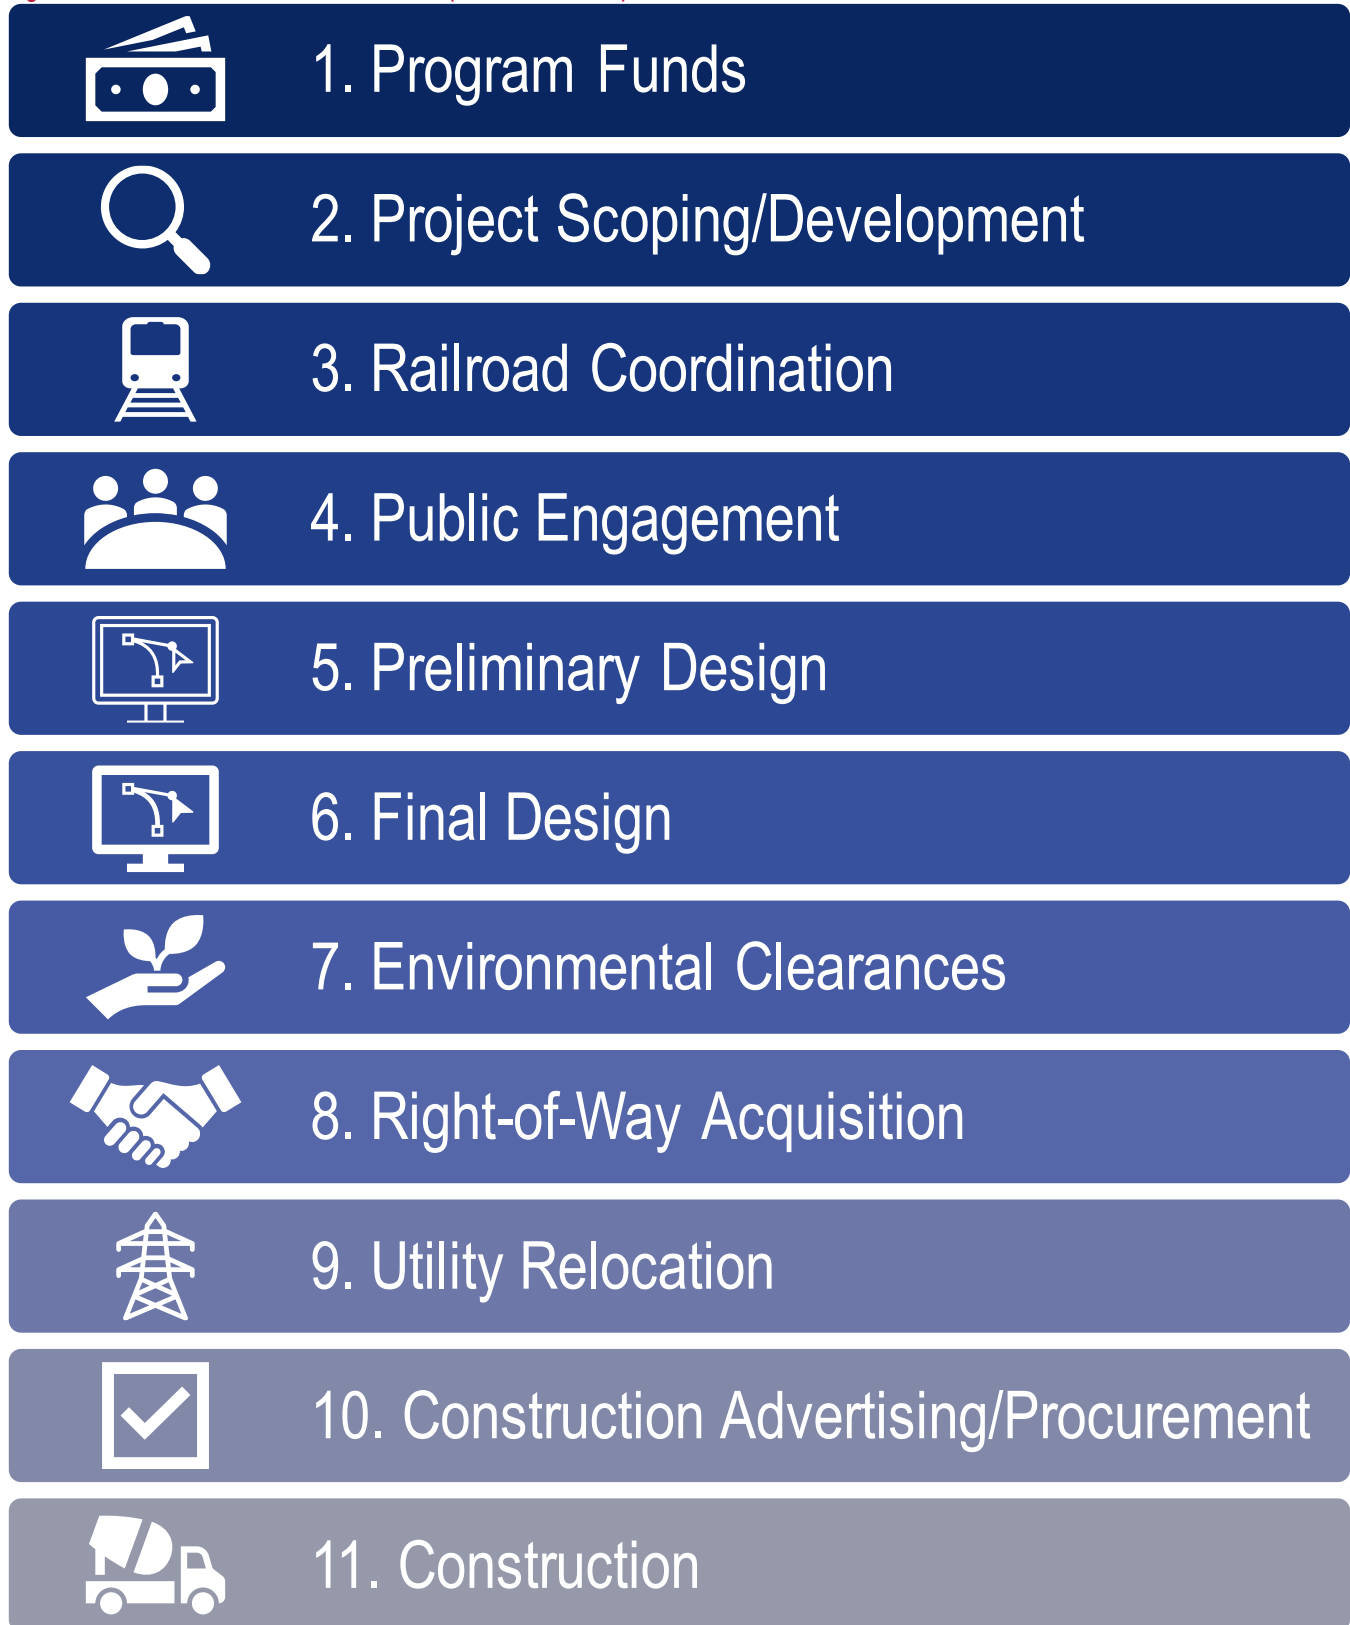 1. Program Funds
2. Project Scoping/Development
3. Railroad Coordination
4. Public Engagement
5. Preliminary Design
6. Final Design
7. Environmental Clearances
8. Right-of-Way Acquisition
9. Utility Relocation
10. Construction Advertising/Procurement
11. Construction